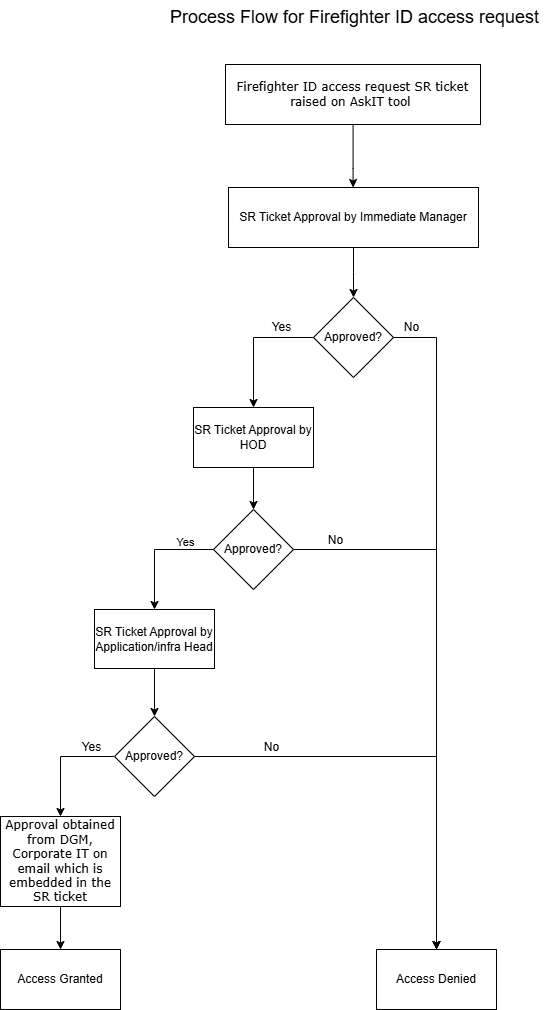 Process Flow for Firefighter ID access request
Firefighter ID access request SR ticket
raised on AskIT tool
SR Ticket Approval by Immediate Manager
Yes
Approved?
No
SR Ticket Approval by
HOD
Yes
Approved?
No
SR Ticket Approval by
Application/infra Head
Yes
Approved?
No
Approval obtained
from DGM,
Corporate IT on
email which is
embedded in the
SR ticket
Access Granted
Access Denied